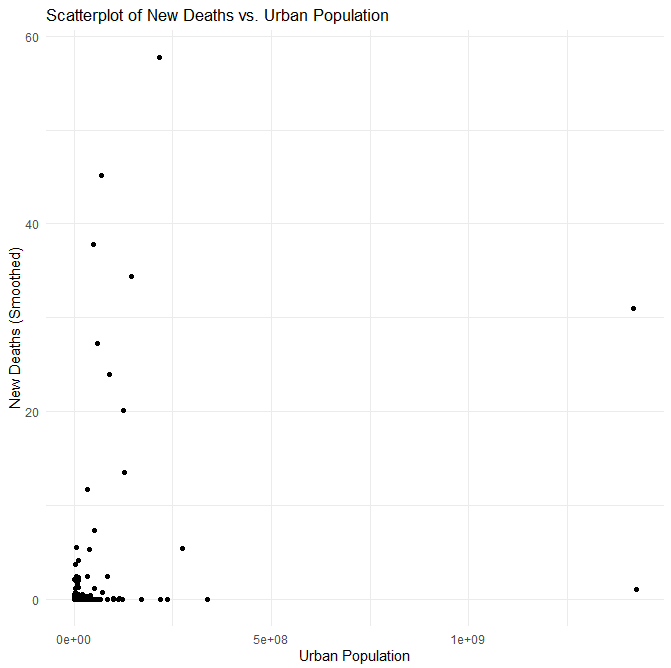 Scatterplot of New Deaths vs. Urban Population
60
40
20
0
New Deaths (Smoothed)
0e+00 5e+08 1e+09
Urban Population